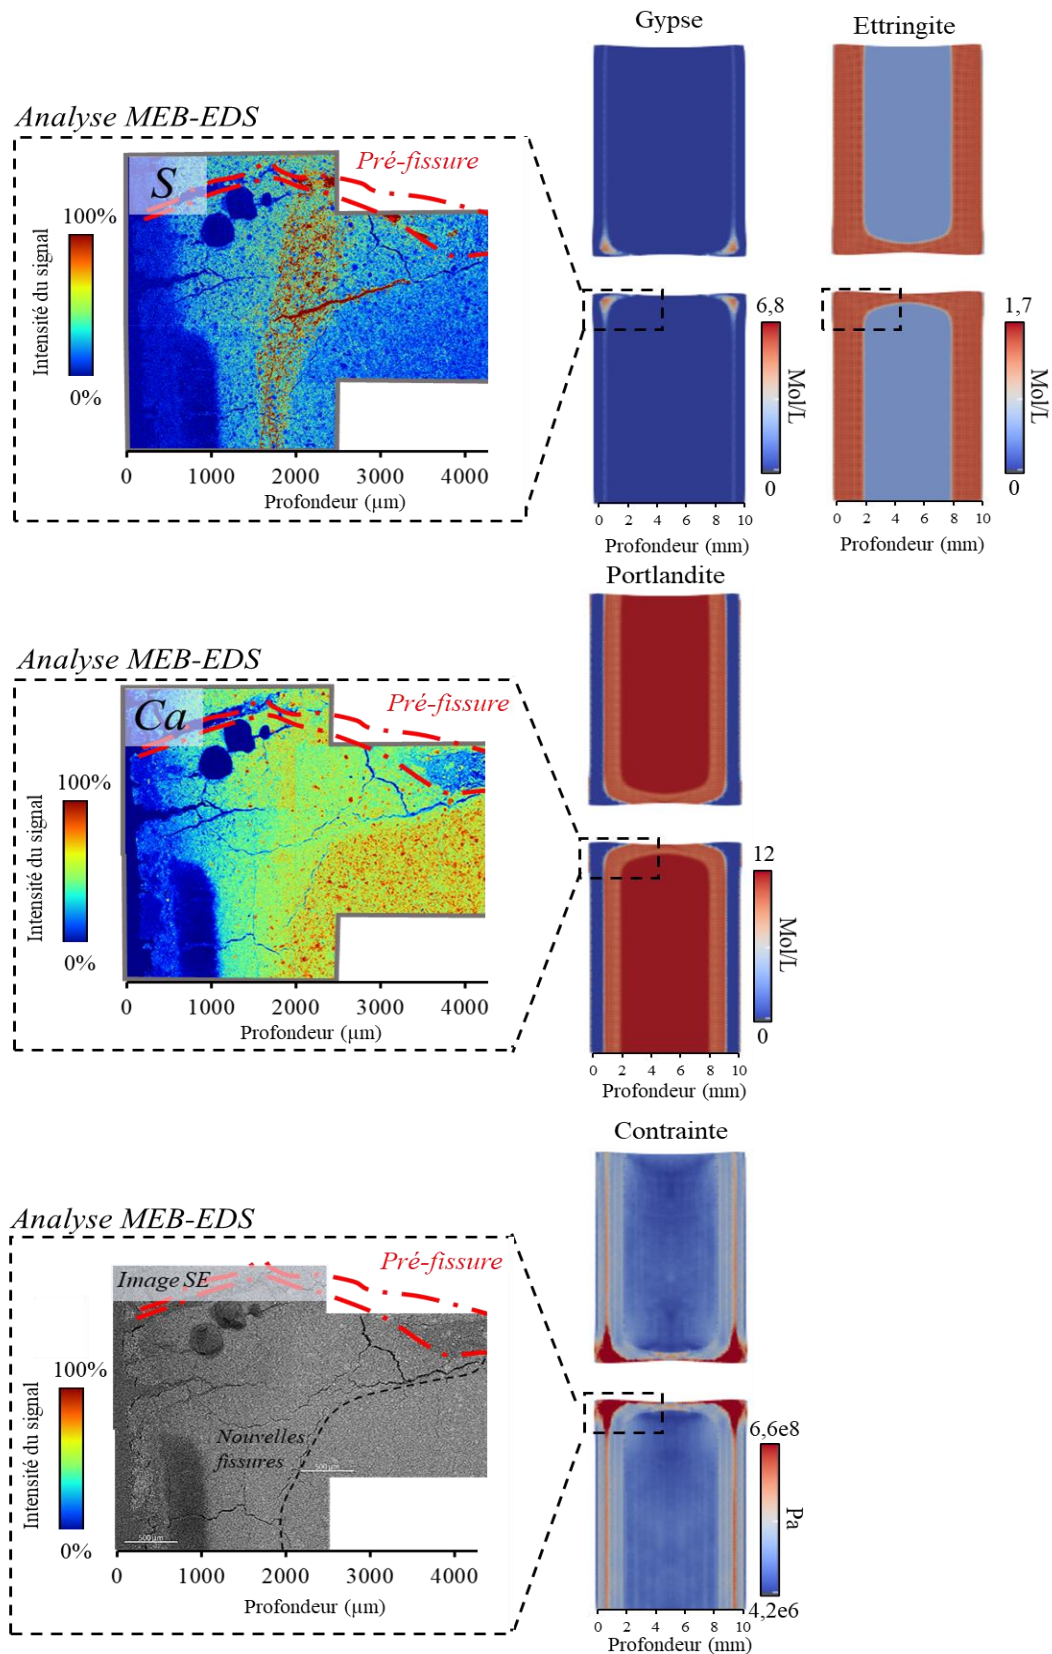 Gypse
Ettringite
Analyse MEB-EDS
S
Pré-fissure
100%
Intensité du signal
0%
0 1000 2000 3000 4000
Profondeur (µm)
6,8
Mol/L
0
1,7
Mol/L
0
0 2 4 6 8 10
Profondeur (mm)
0 2 4 6 8 10
Profondeur (mm)
Portlandite
Analyse MEB-EDS
Ca
Pré-fissure
100%
Intensité du signal
0%
0 1000 2000 3000 4000
Profondeur (µm)
12
Mol/L
0
0 2 4 6 8 10
Profondeur (mm)
Contrainte
Analyse MEB-EDS
Image SE
Pré-fissure
100%
Intensité du signal
0%
Nouvelles
fissures
500 µm
500 µm
0 1000 2000 3000 4000
Profondeur (µm)
6,6e8
Pa
4,2e6
0 2 4 6 8 10
Profondeur (mm)